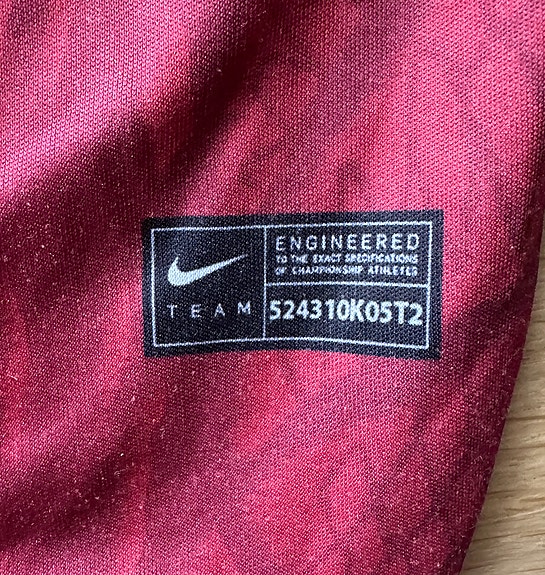 ENGINEERED
TO THE EXACT SPECIFICATIONS
OF CHAMPIONSHIP ATHLETES
TEAM
524310K05T2